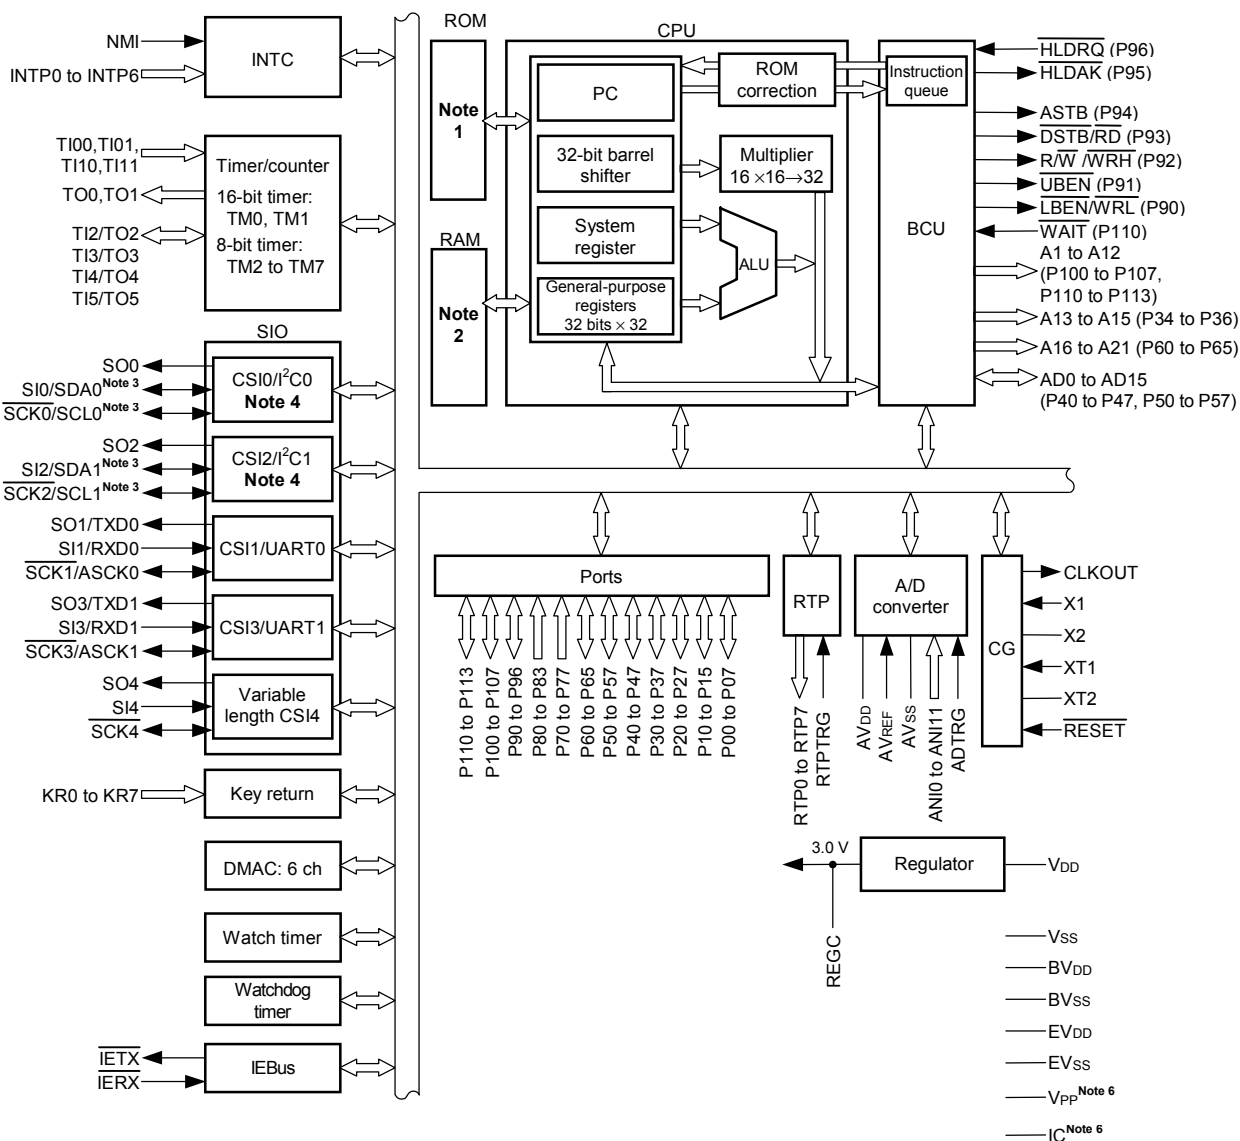 NMI
INTP0 to INTP6
INTC
TI00,TI01,
TI10,TI11
TO0,TO1
TI2/TO2
TI3/TO3
TI4/TO4
TI5/TO5
Timer/counter
16-bit timer:
TM0, TM1
8-bit timer:
TM2 to TM7
SIO
SO0
SI0/SDA0 Note 3
SCK0/SCL0 Note 3
CSI0/I²C0
Note 4
SO2
SI2/SDA1 Note 3
SCK2/SCL1 Note 3
CSI2/I²C1
Note 4
SO1/TXD0
SI1/RXD0
SCK1/ASCK0
CSI1/UART0
SO3/TXD1
SI3/RXD1
SCK3/ASCK1
CSI3/UART1
SO4
SI4
SCK4
Variable
length CSI4
KR0 to KR7
Key return
DMAC: 6 ch
Watch timer
Watchdog
timer
IETX
IERX
IEBus
ROM
Note
1
RAM
Note
2
CPU
PC
32-bit barrel
shifter
System
register
General-purpose
registers
32 bits × 32
ROM
correction
Multiplier
16 ×16→32
ALU
Instruction
queue
BCU
HLDRQ (P96)
HLDAK (P95)
ASTB (P94)
DSTB/RD (P93)
R/W /WRH (P92)
UBEN (P91)
LBEN/WRL (P90)
WAIT (P110)
A1 to A12
(P100 to P107,
P110 to P113)
A13 to A15 (P34 to P36)
A16 to A21 (P60 to P65)
AD0 to AD15
(P40 to P47, P50 to P57)
Ports
P110 to P113
P100 to P107
P90 to P96
P80 to P83
P70 to P77
P60 to P65
P50 to P57
P40 to P47
P30 to P37
P20 to P27
P10 to P15
P00 to P07
RTP
RTP0 to RTP7
RTPTRG
A/D
converter
AVDD
AVREF
AVSS
ANI0 to ANI11
ADTRG
CG
CLKOUT
X1
X2
XT1
XT2
RESET
3.0 V
Regulator
VDD
REGC
VSS
BVDD
BVSS
EVDD
EVSS
VPP Note 6
IC Note 6